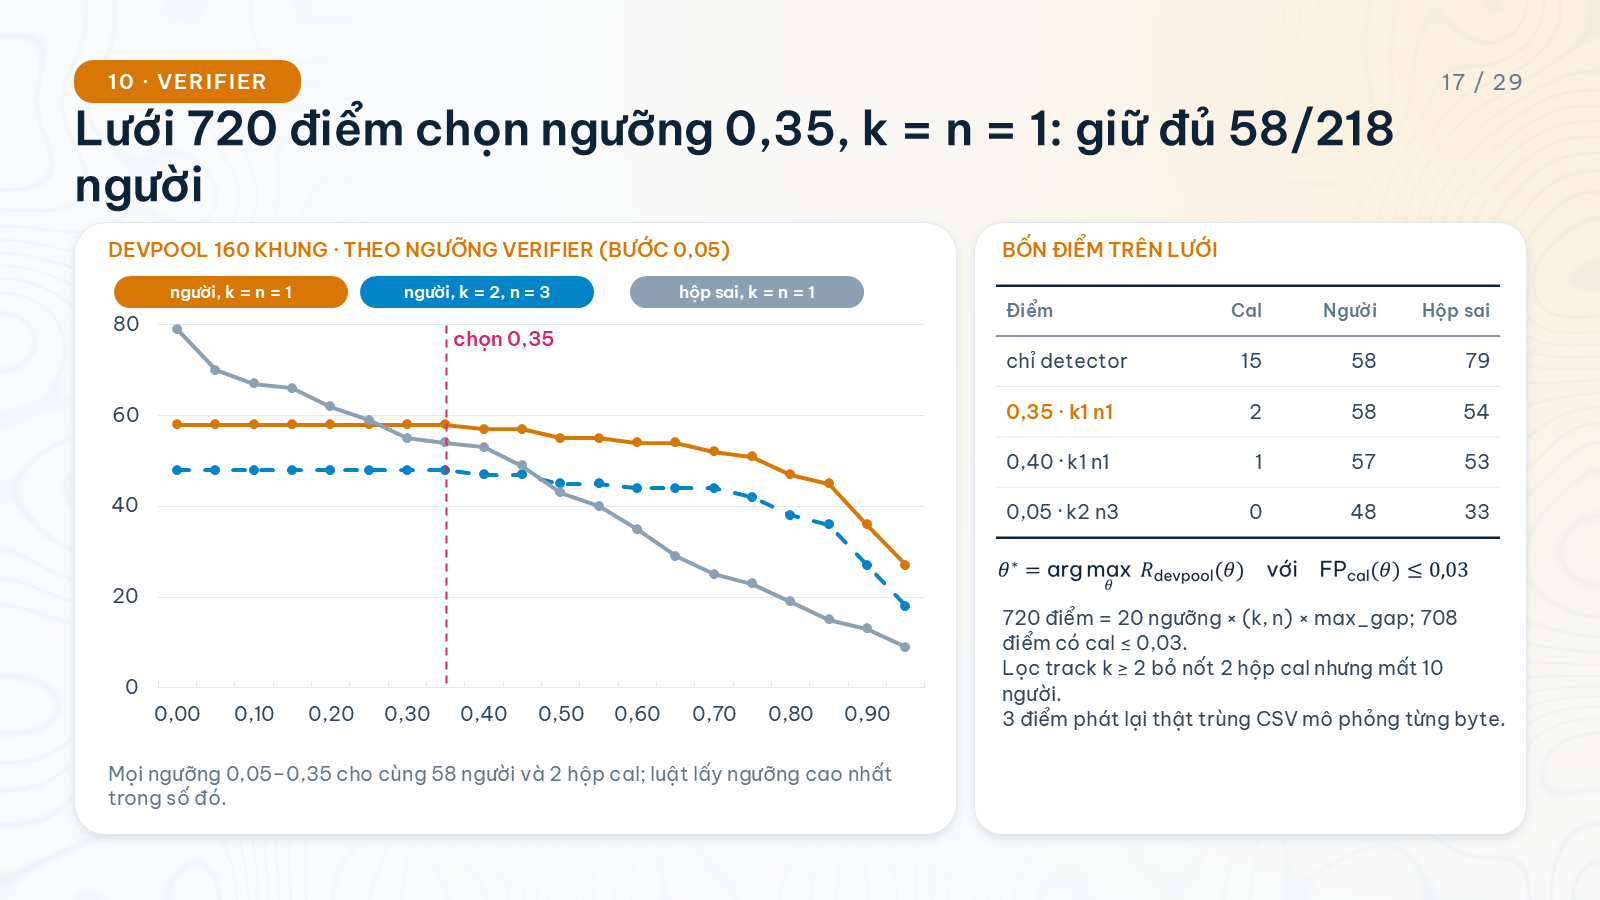 10 · VERIFIER
17 / 29
Lưới 720 điểm chọn ngưỡng 0,35, k = n = 1: giữ đủ 58/218
người
DEVPOOL 160 KHUNG · THEO NGƯỠNG VERIFIER (BƯỚC 0,05)
người, k = n = 1
người, k = 2, n = 3
hộp sai, k = n = 1
80
60
40
20
0
chọn 0,35
0,00 0,10 0,20 0,30 0,40 0,50 0,60 0,70 0,80 0,90
Mọi ngưỡng 0,05–0,35 cho cùng 58 người và 2 hộp cal; luật lấy ngưỡng cao nhất
trong số đó.
BỐN ĐIỂM TRÊN LƯỚI
Điểm Cal Người Hộp sai
chỉ detector 15 58 79
0,35 · k1 n1 2 58 54
0,40 · k1 n1 1 57 53
0,05 · k2 n3 0 48 33
θ* = arg max_θ R_devpool(θ) với FP_cal(θ) ≤ 0,03
720 điểm = 20 ngưỡng × (k, n) × max_gap; 708
điểm có cal ≤ 0,03.
Lọc track k ≥ 2 bỏ nốt 2 hộp cal nhưng mất 10
người.
3 điểm phát lại thật trùng CSV mô phỏng từng byte.